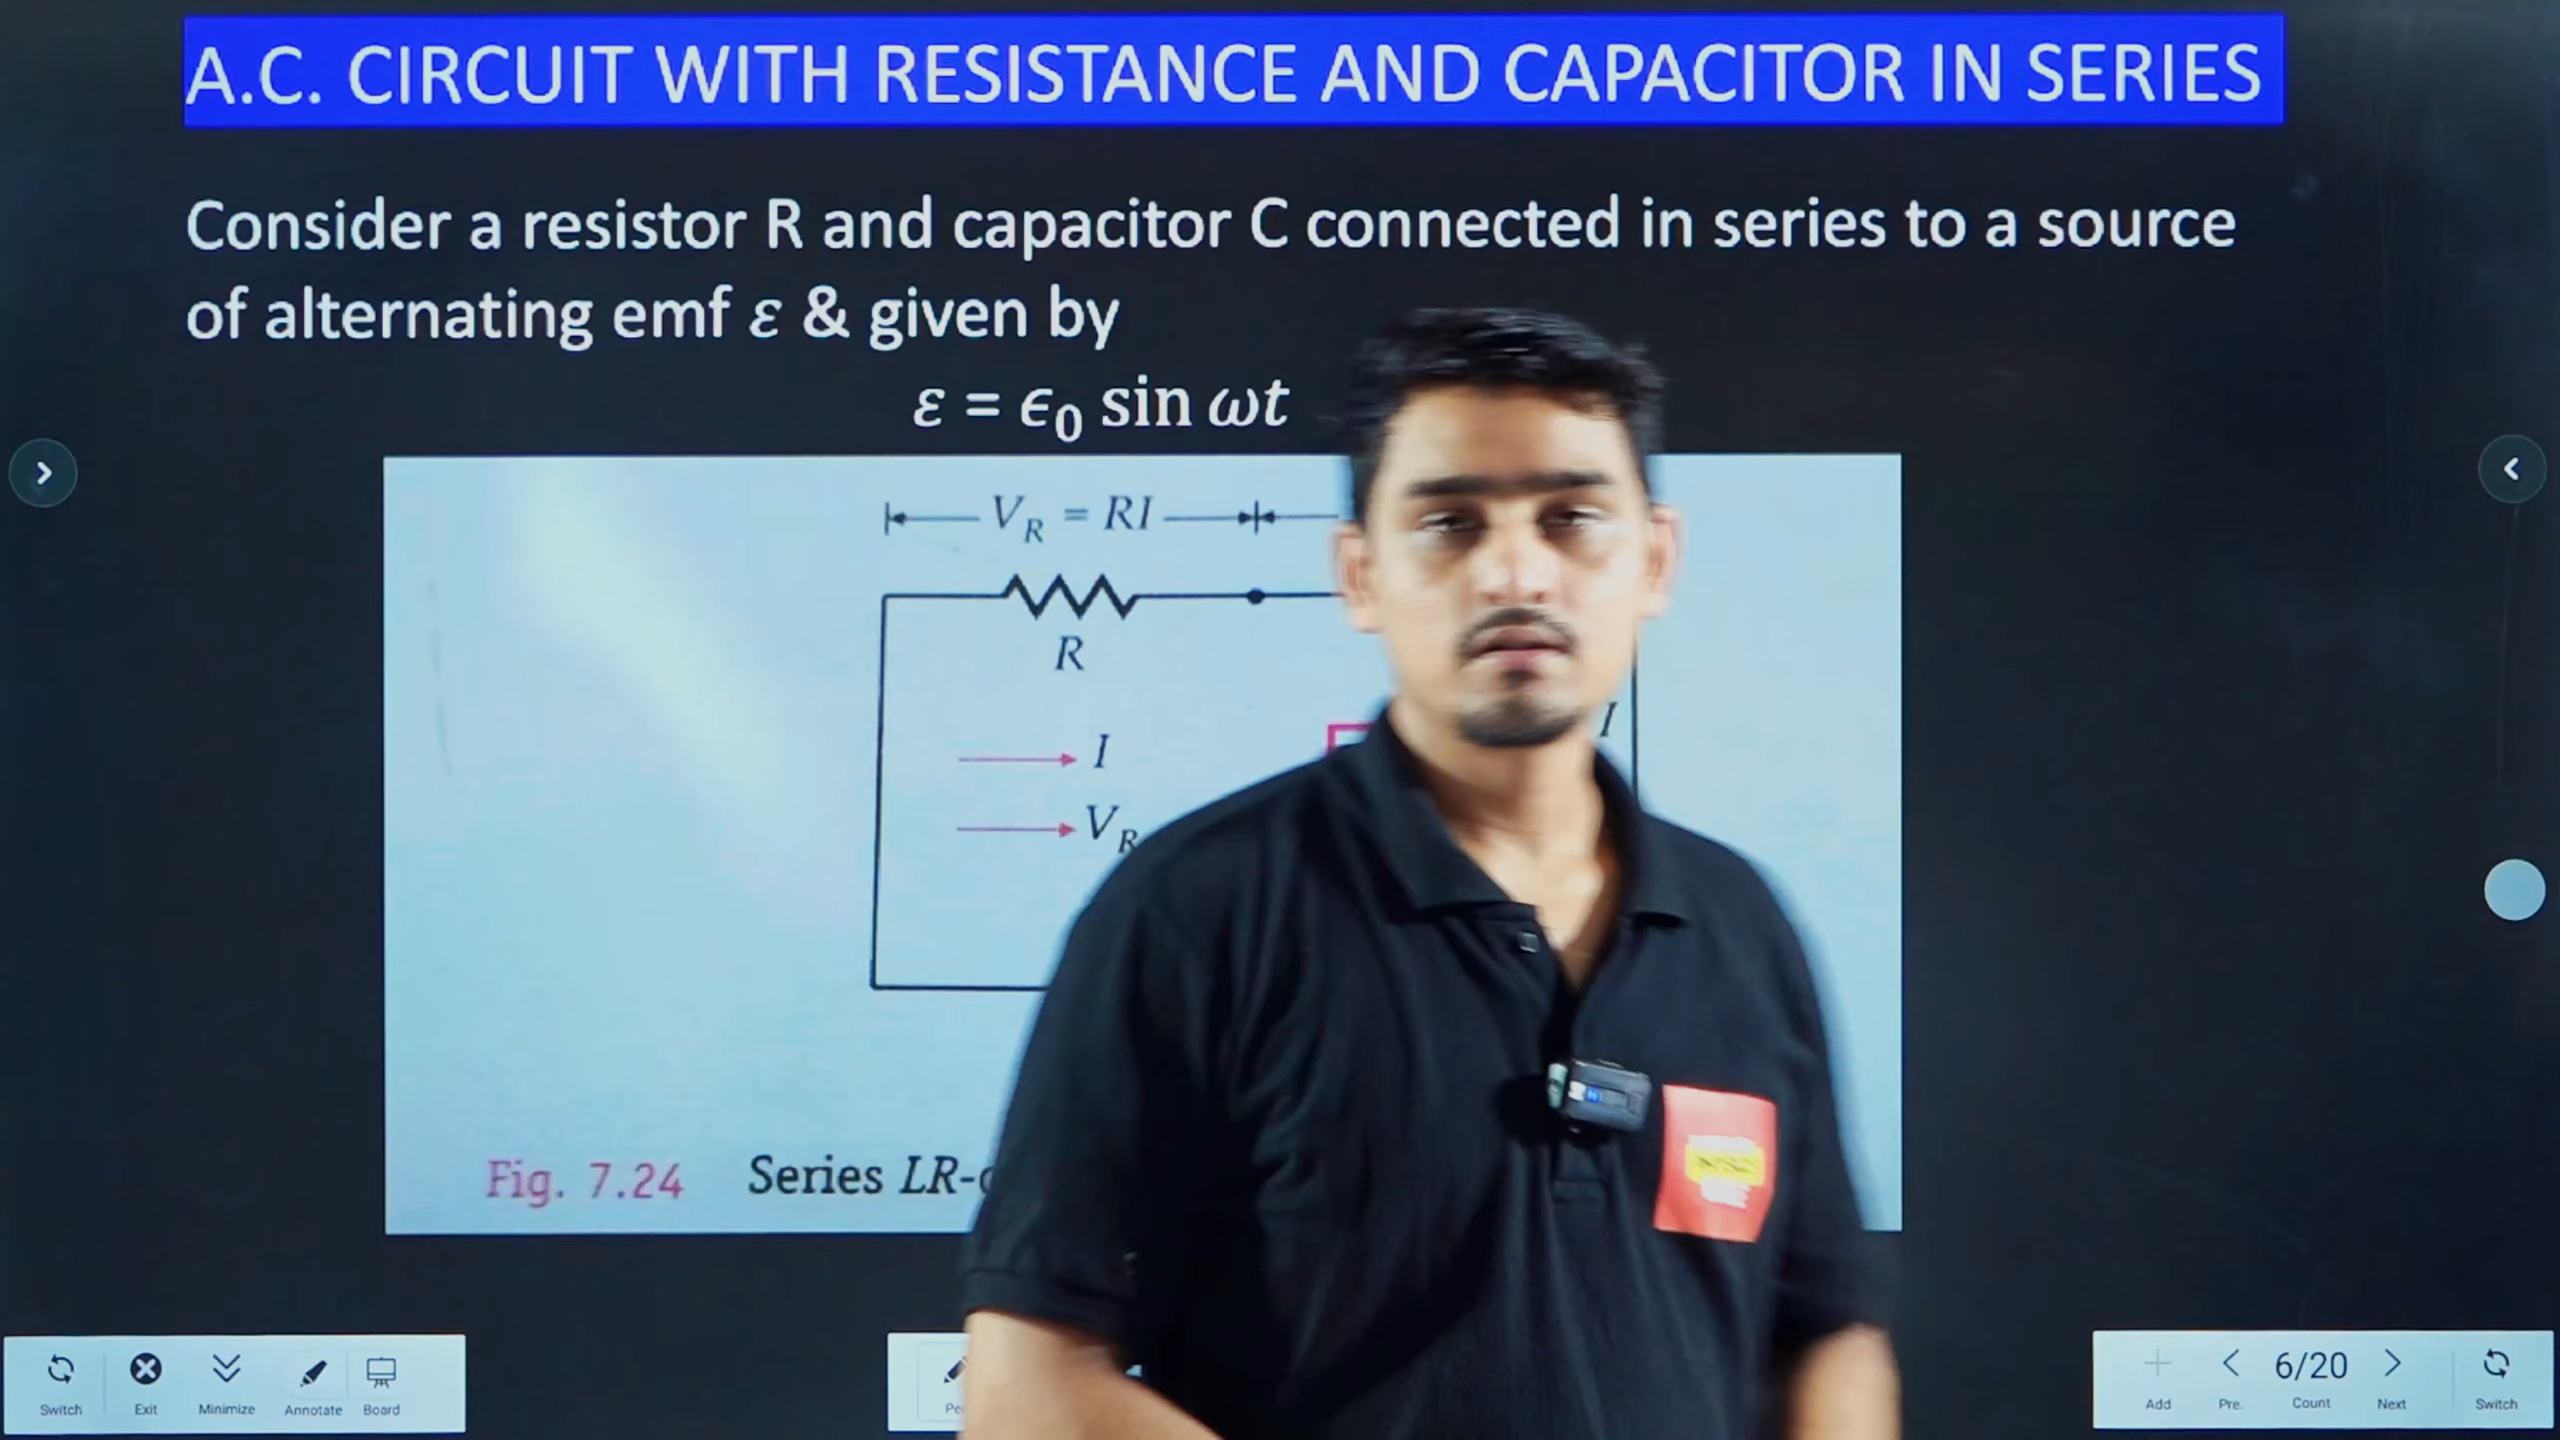 A.C. CIRCUIT WITH RESISTANCE AND CAPACITOR IN SERIES
Consider a resistor R and capacitor C connected in series to a source
of alternating emf ε & given by
ε = ϵ₀ sin ωt
V_R = RI
R
I
I
V_R
Fig. 7.24 Series LR-
Switch Exit Minimize Annotate Board
Add Pre. 6/20 Count Next Switch